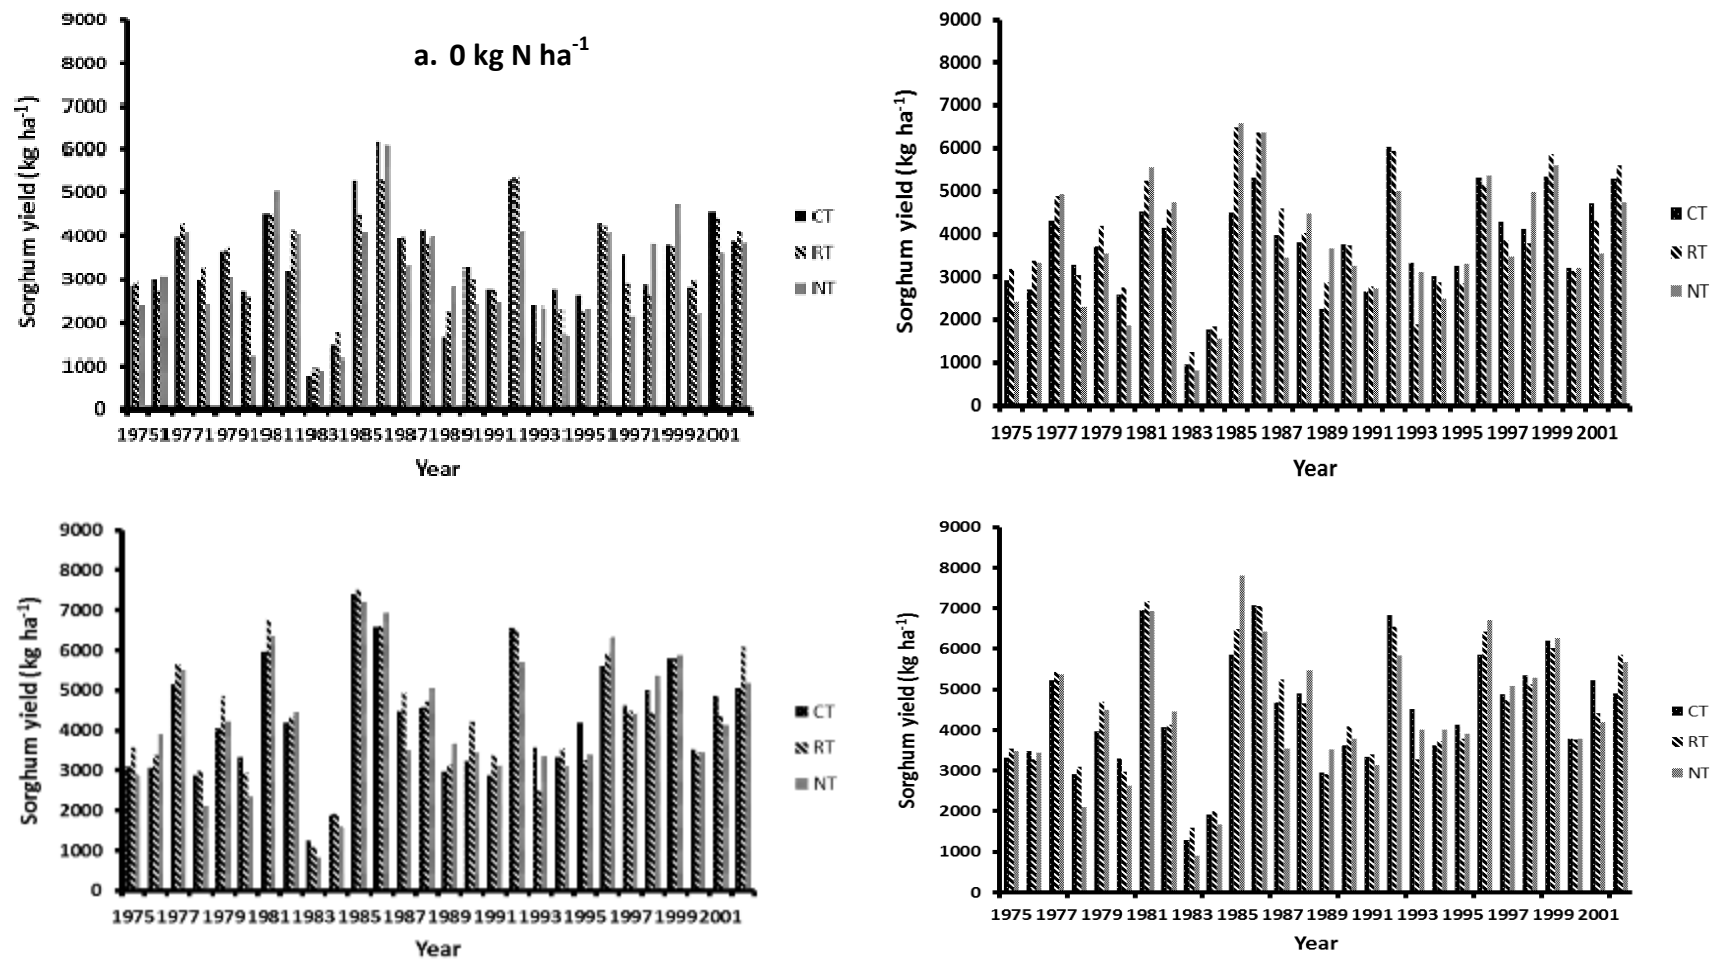 a. 0 kg N ha⁻¹
Sorghum yield (kg ha⁻¹)
9000
8000
7000
6000
5000
4000
3000
2000
1000
0
1977 1979 1981 1983 1985 1987 1989 1991 1993 1995 1997 1999 2001
Year
CT
RT
NT
Sorghum yield (kg ha⁻¹)
9000
8000
7000
6000
5000
4000
3000
2000
1000
0
1975 1977 1979 1981 1983 1985 1987 1989 1991 1993 1995 1997 1999 2001
Year
CT
RT
NT
Sorghum yield (kg ha⁻¹)
9000
8000
7000
6000
5000
4000
3000
2000
1000
0
1975 1977 1979 1981 1983 1985 1987 1989 1991 1993 1995 1997 1999 2001
Year
CT
RT
NT
Sorghum yield (kg ha⁻¹)
9000
8000
7000
6000
5000
4000
3000
2000
1000
0
1975 1977 1979 1981 1983 1985 1987 1989 1991 1993 1995 1997 1999 2001
Year
CT
RT
NT